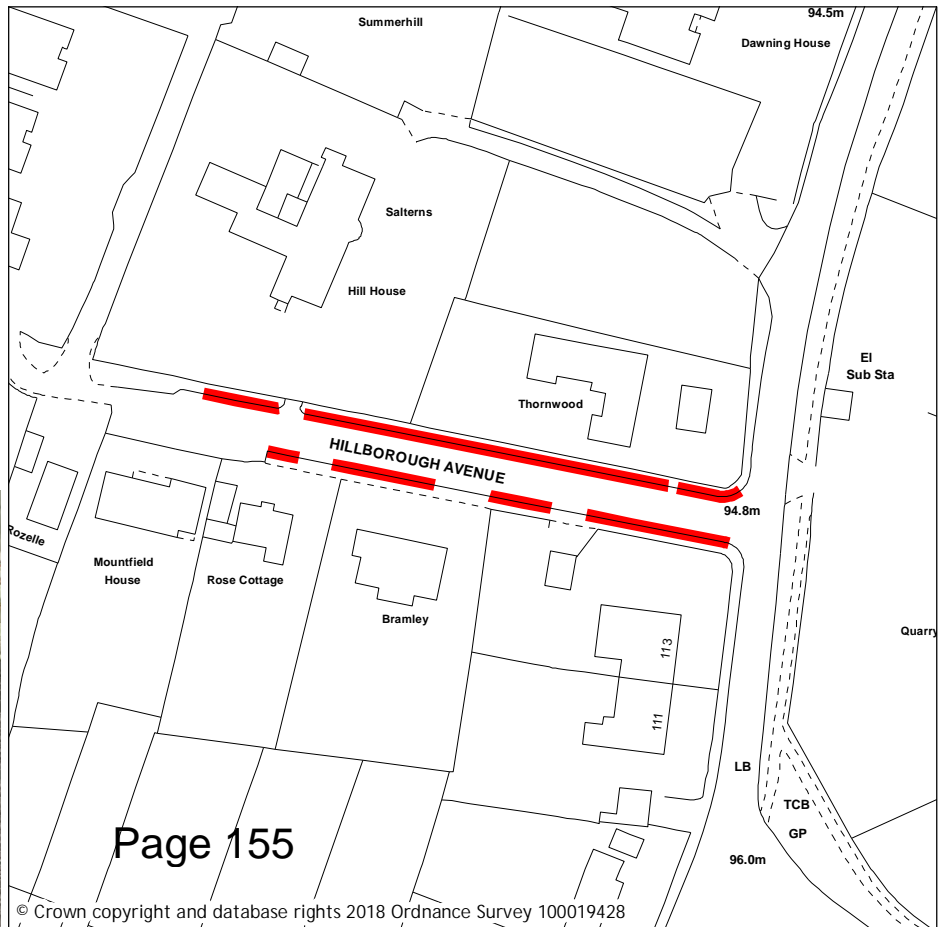 Summerhill
94.5m
Dawning House
Salterns
Hill House
El
Sub Sta
Thornwood
HILLBOROUGH AVENUE
94.8m
Rozelle
Mountfield
House
Rose Cottage
Bramley
Quarry
113
111
LB
TCB
GP
96.0m
Page 155
© Crown copyright and database rights 2018 Ordnance Survey 100019428